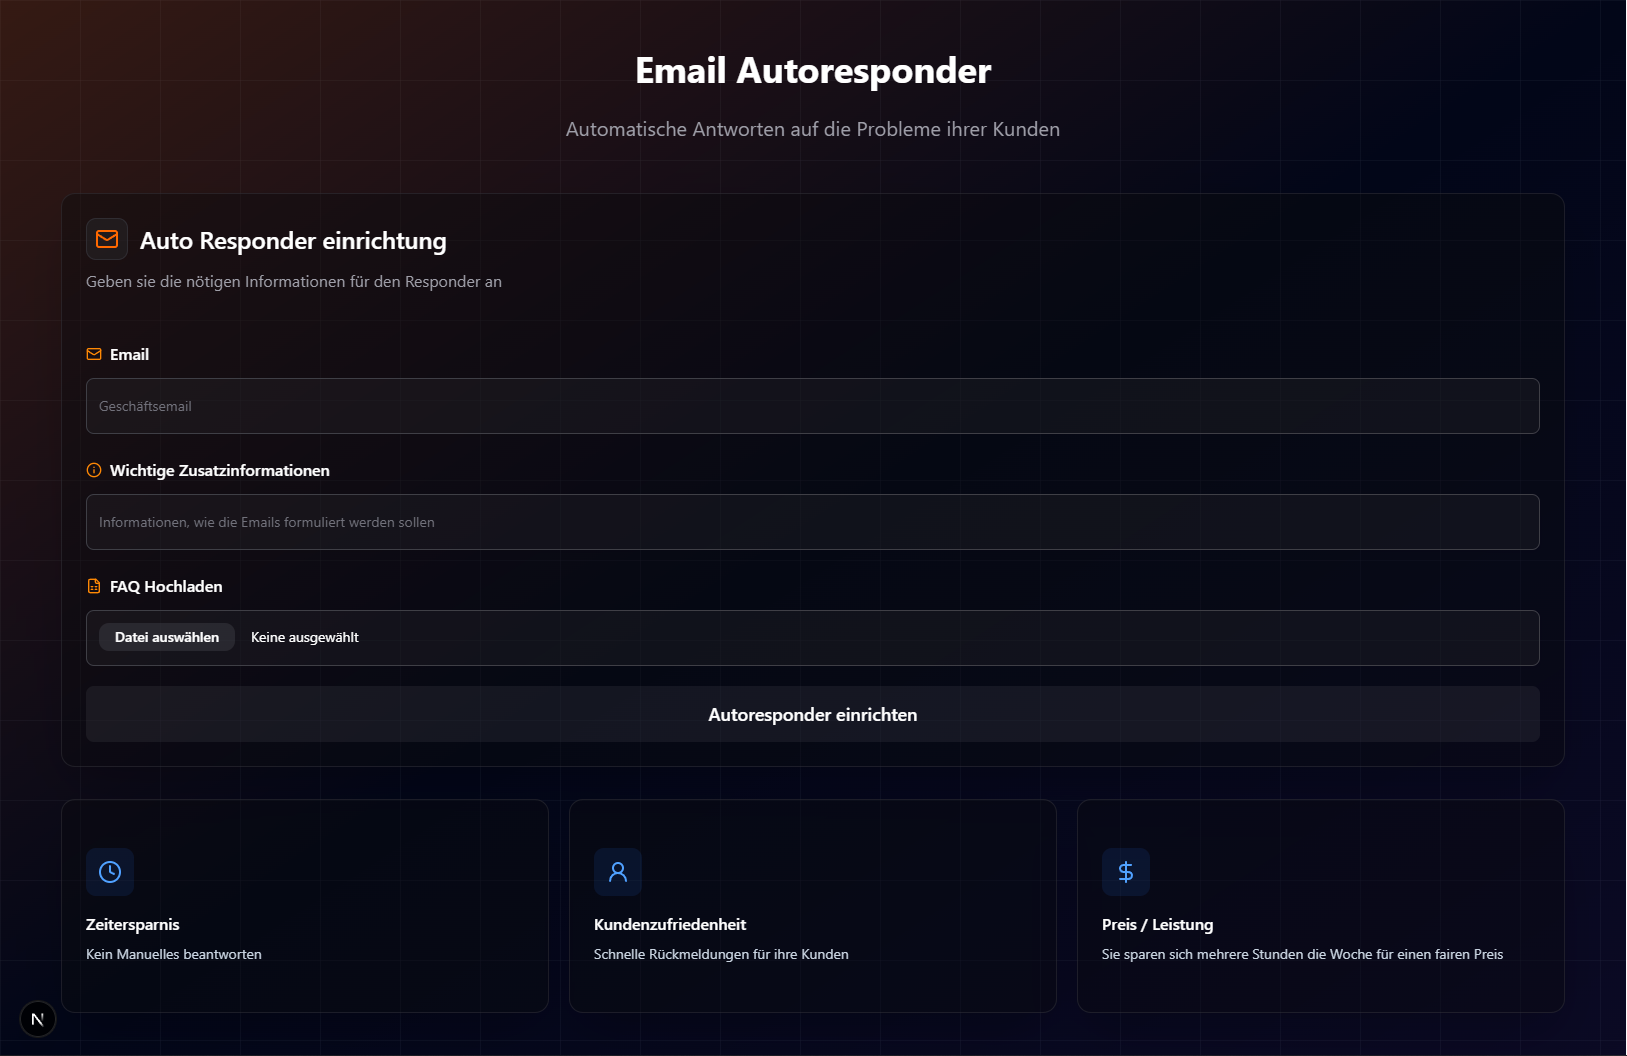 Email Autoresponder
Automatische Antworten auf die Probleme ihrer Kunden
Auto Responder einrichtung
Geben sie die nötigen Informationen für den Responder an
Email
Geschäftsemail
Wichtige Zusatzinformationen
Informationen, wie die Emails formuliert werden sollen
FAQ Hochladen
Datei auswählen Keine ausgewählt
Autoresponder einrichten
Zeitersparnis
Kein Manuelles beantworten
Kundenzufriedenheit
Schnelle Rückmeldungen für ihre Kunden
Preis / Leistung
Sie sparen sich mehrere Stunden die Woche für einen fairen Preis
N